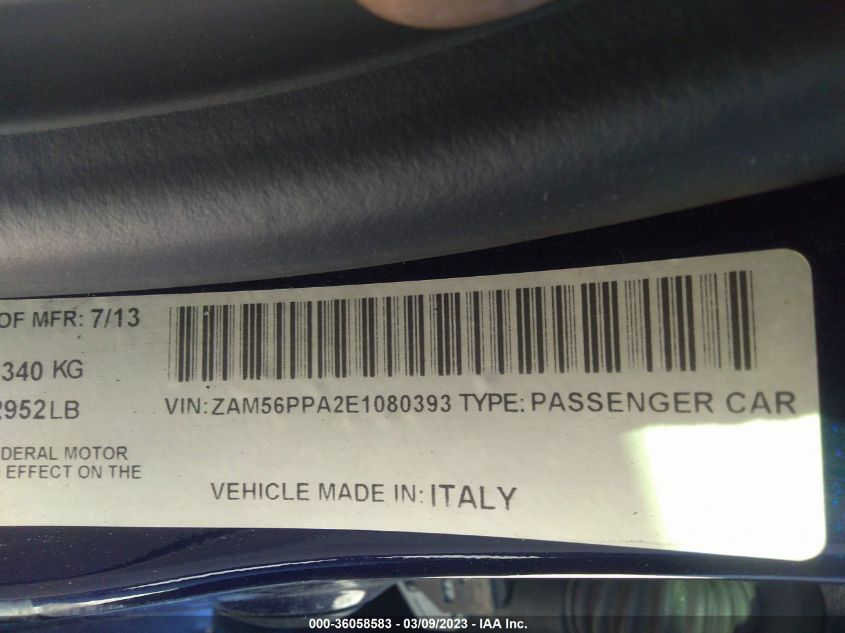 OF MFR: 7/13
340 KG
2952LB
VIN:ZAM56PPA2E1080393 TYPE:PASSENGER CAR
DERAL MOTOR
EFFECT ON THE
VEHICLE MADE IN: ITALY
000-36058583 — 03/09/2023 — IAA Inc.